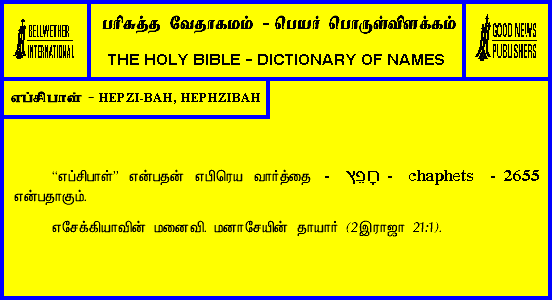 BELLWETHER
INTERNATIONAL
பரிசுத்த வேதாகமம் - பெயர் பொருள்விளக்கம்
THE HOLY BIBLE - DICTIONARY OF NAMES
GOOD NEWS
PUBLISHERS
எப்சிபாள் - HEPZI-BAH, HEPHZIBAH
“எப்சிபாள்” என்பதன் எபிரெய வார்த்தை - חָפֵץ - chaphets - 2655
என்பதாகும்.
எசேக்கியாவின் மனைவி. மனாசேயின் தாயார் (2இராஜா 21:1).